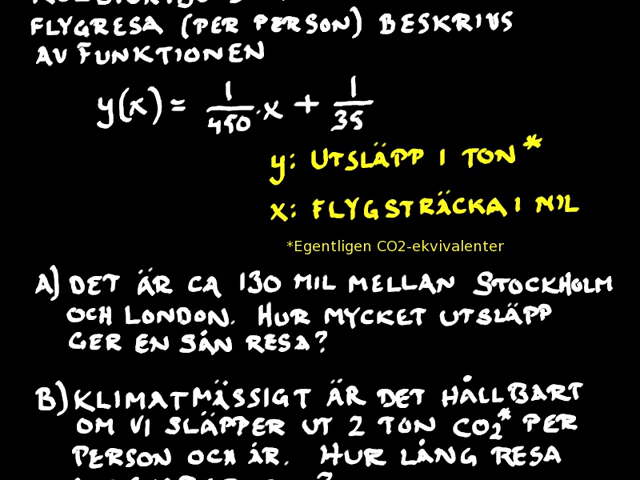 FLYGRESA (PER PERSON) BESKRIVS
AV FUNKTIONEN
y(x) = 1/450 · x + 1/35
y: UTSLÄPP I TON*
x: FLYGSTRÄCKA I MIL
*Egentligen CO2-ekvivalenter
A) DET ÄR CA 130 MIL MELLAN STOCKHOLM
OCH LONDON. HUR MYCKET UTSLÄPP
GER EN SÅN RESA?
B) KLIMATMÄSSIGT ÄR DET HÅLLBART
OM VI SLÄPPER UT 2 TON CO2* PER
PERSON OCH ÅR. HUR LÅNG RESA